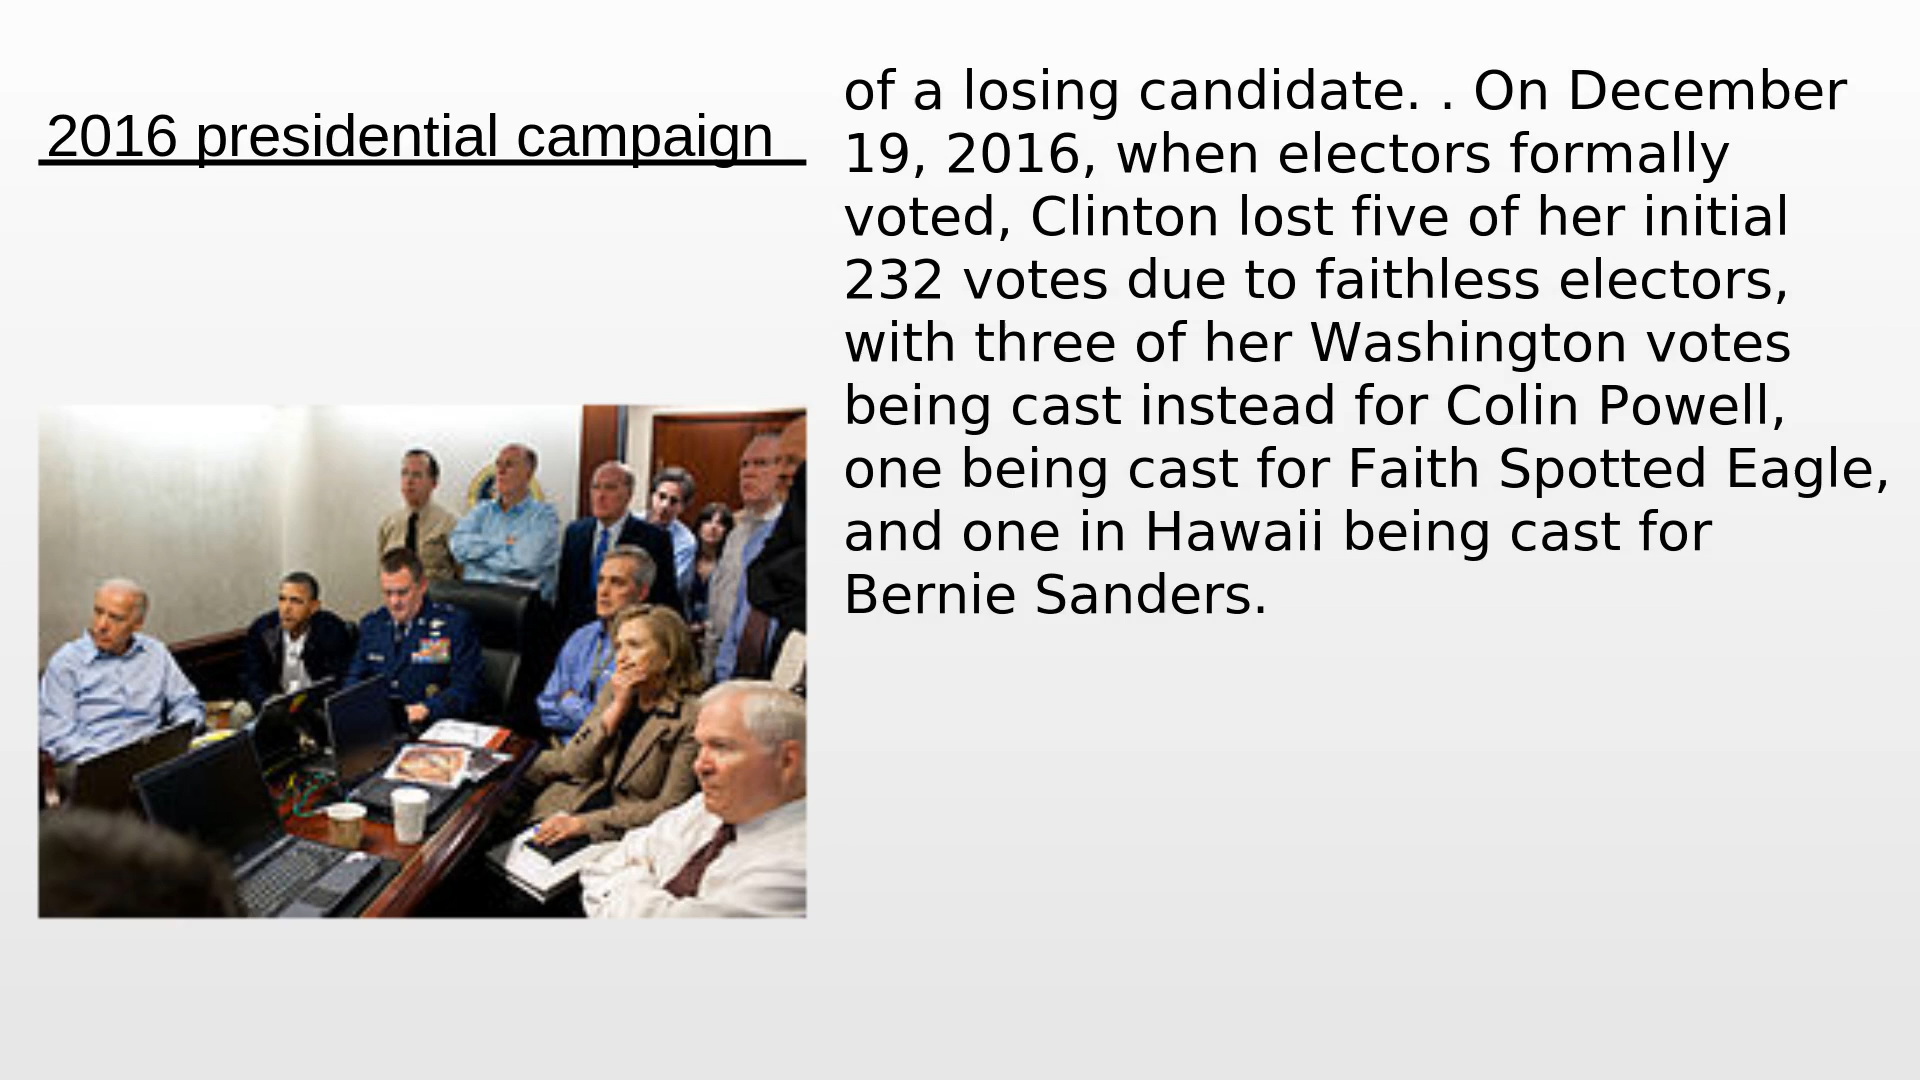 2016 presidential campaign
of a losing candidate. . On December
19, 2016, when electors formally
voted, Clinton lost five of her initial
232 votes due to faithless electors,
with three of her Washington votes
being cast instead for Colin Powell,
one being cast for Faith Spotted Eagle,
and one in Hawaii being cast for
Bernie Sanders.